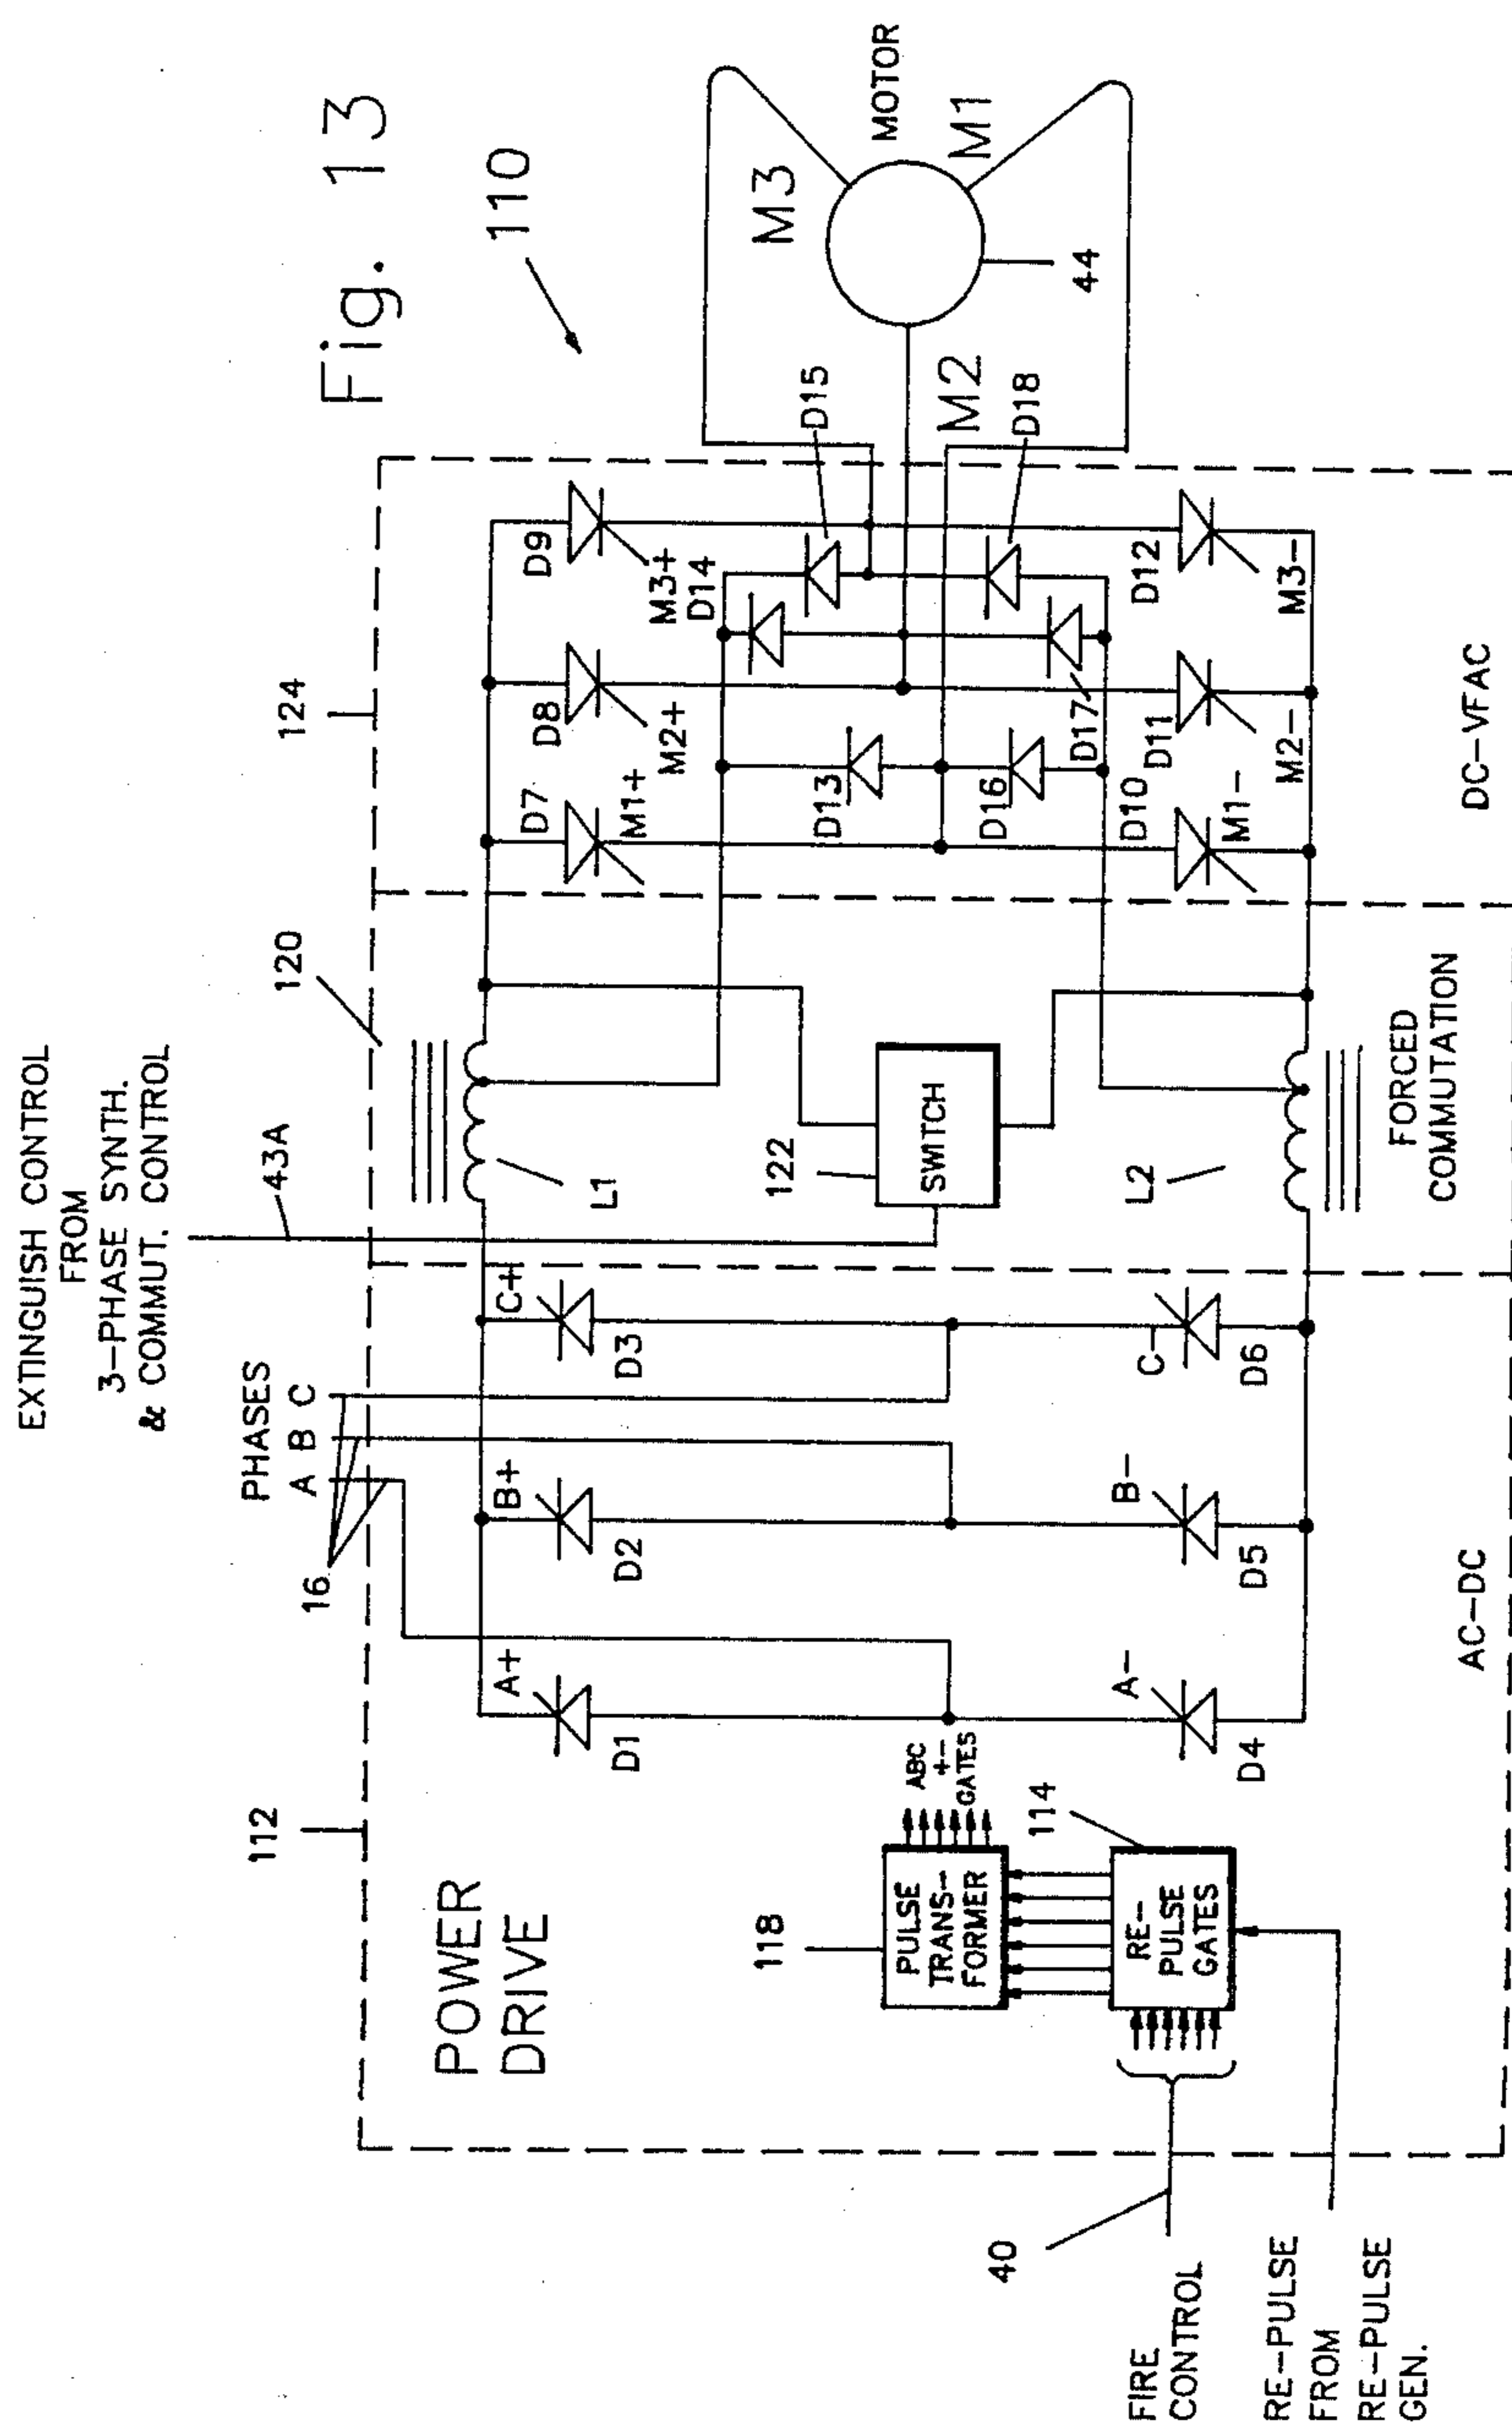 Fig. 13
110
EXTINGUISH CONTROL
FROM
3-PHASE SYNTH.
& COMMUT. CONTROL
43A
PHASES
A B C
16
112
120
124
POWER
DRIVE
118
PULSE
TRANS-
FORMER
ABC
+-
GATES
114
RE-
PULSE
GATES
40
FIRE
CONTROL
RE-PULSE
FROM
RE-PULSE
GEN.
A+
D1
B+
D2
C+
D3
A-
D4
B-
D5
C-
D6
AC-DC
L1
122
SWITCH
L2
FORCED
COMMUTATION
D7
M1+
D8
M2+
D9
M3+
D14
D13
D15
D16
D17
D18
D10
M1-
D11
M2-
D12
M3-
DC-VFAC
M3
M2
M1
MOTOR
44